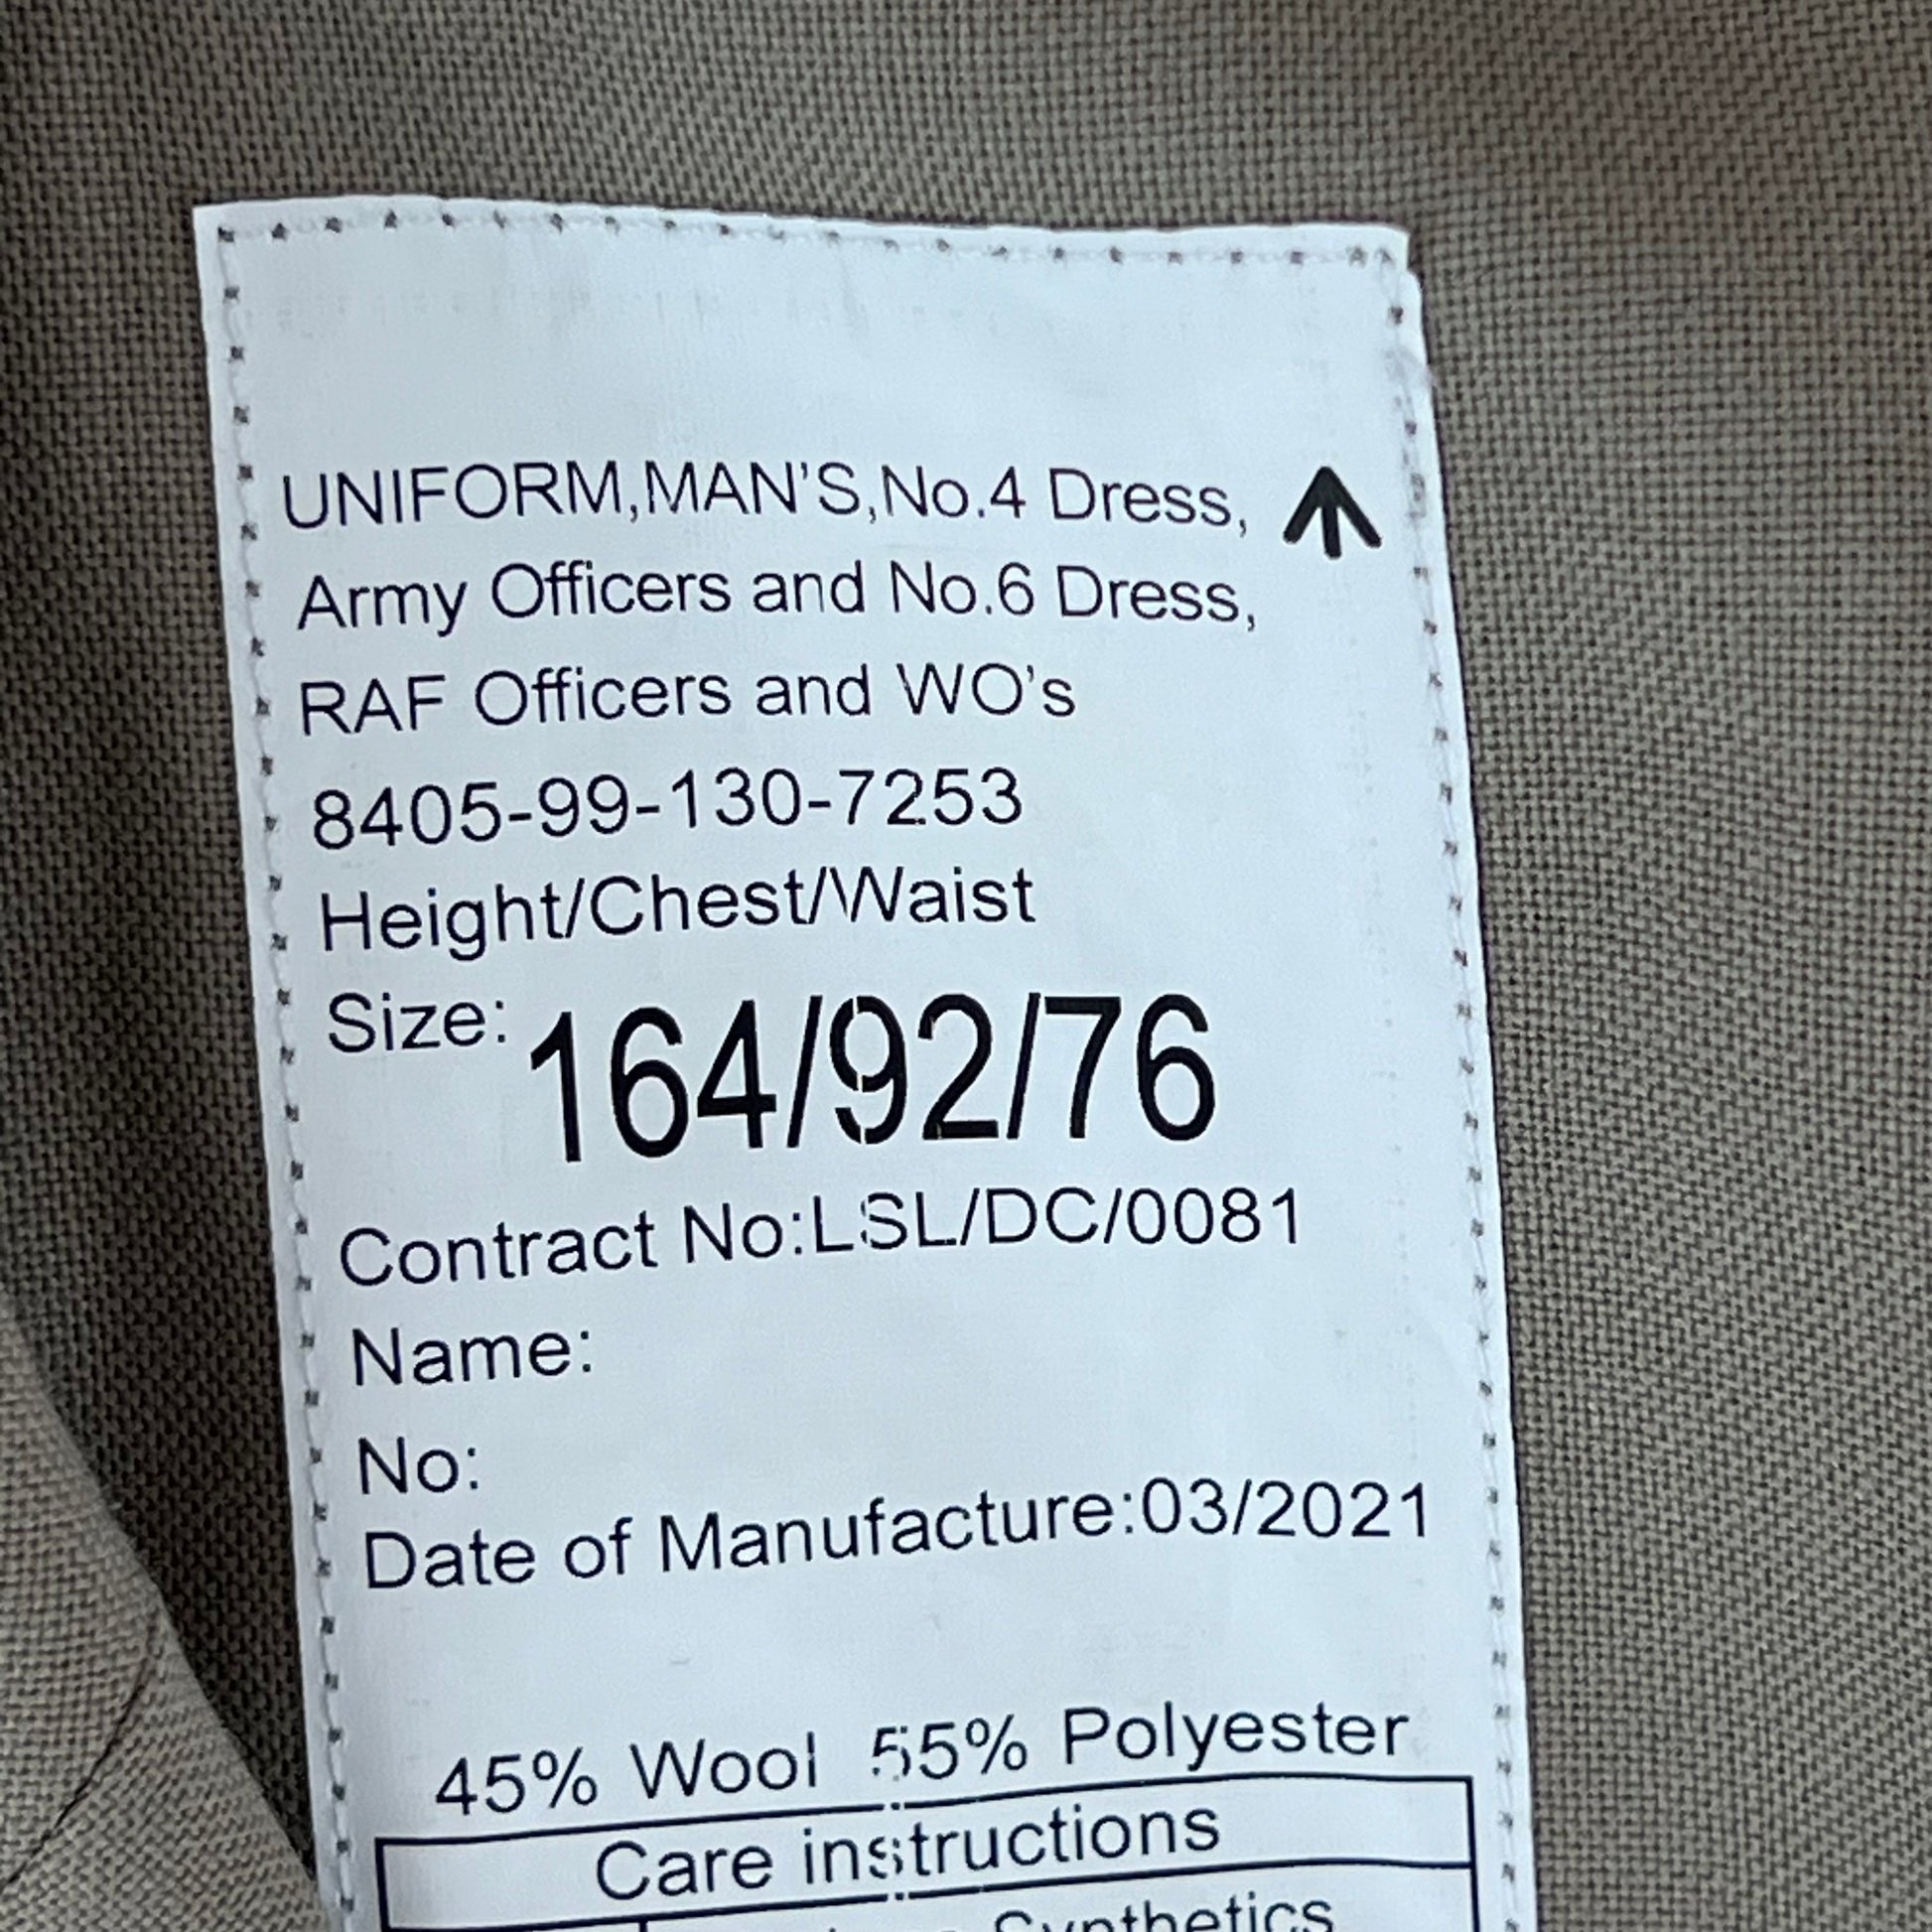 UNIFORM,MAN'S,No.4 Dress,
Army Officers and No.6 Dress,
RAF Officers and WO's
8405-99-130-7253
Height/Chest/Waist
Size: 164/92/76
Contract No:LSL/DC/0081
Name:
No:
Date of Manufacture:03/2021
45% Wool 55% Polyester
Care instructions
Synthetics